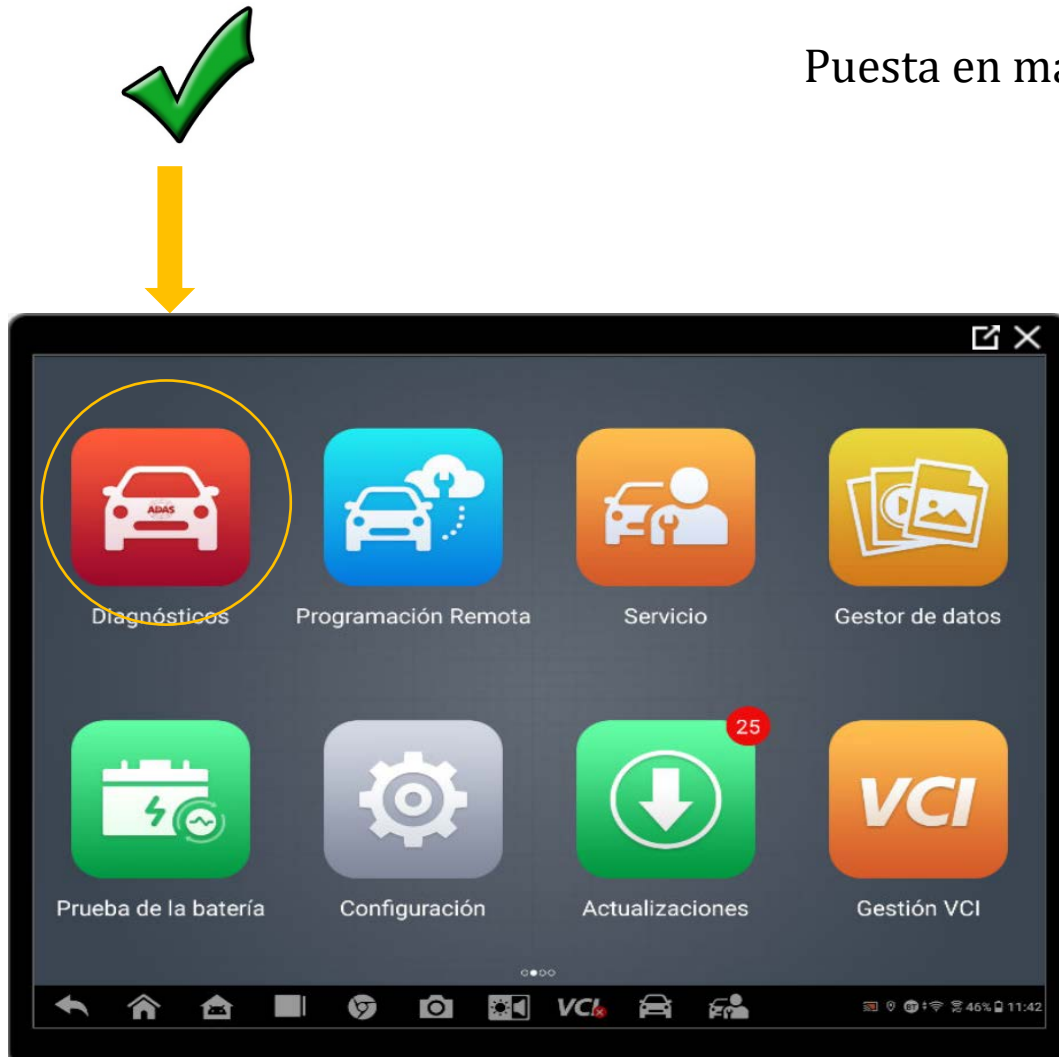 Puesta en ma
ADAS
Diagnósticos
Programación Remota
Servicio
Gestor de datos
25
VCI
Prueba de la batería
Configuración
Actualizaciones
Gestión VCI
VCI
BT
46% 11:42